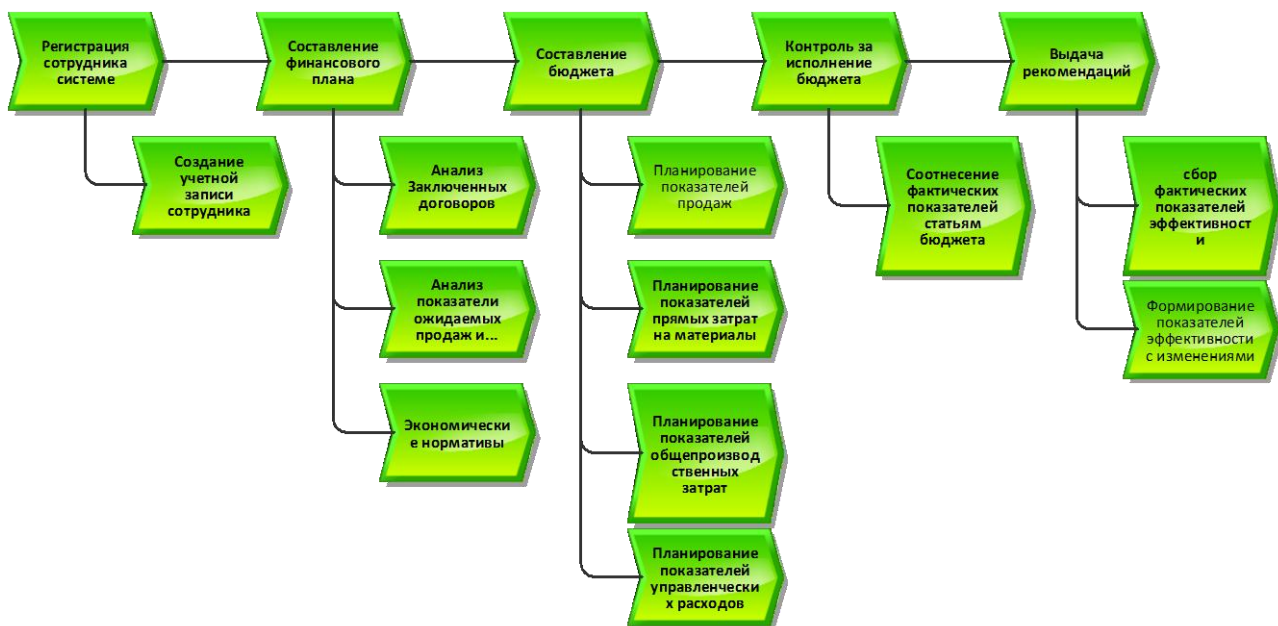 Регистрация
сотрудника
системе
Составление
финансового
плана
Составление
бюджета
Контроль за
исполнение
бюджета
Выдача
рекомендаций
Создание
учетной
записи
сотрудника
Анализ
Заключенных
договоров
Планирование
показателей
продаж
Соотнесение
фактических
показателей
статьям
бюджета
сбор
фактических
показателей
эффективност
и
Анализ
показатели
ожидаемых
продаж и...
Планирование
показателей
прямых затрат
на материалы
Формирование
показателей
эффективности
с изменениями
Экономически
е нормативы
Планирование
показателей
общепроизвод
ственных
затрат
Планирование
показателей
управленчески
х расходов